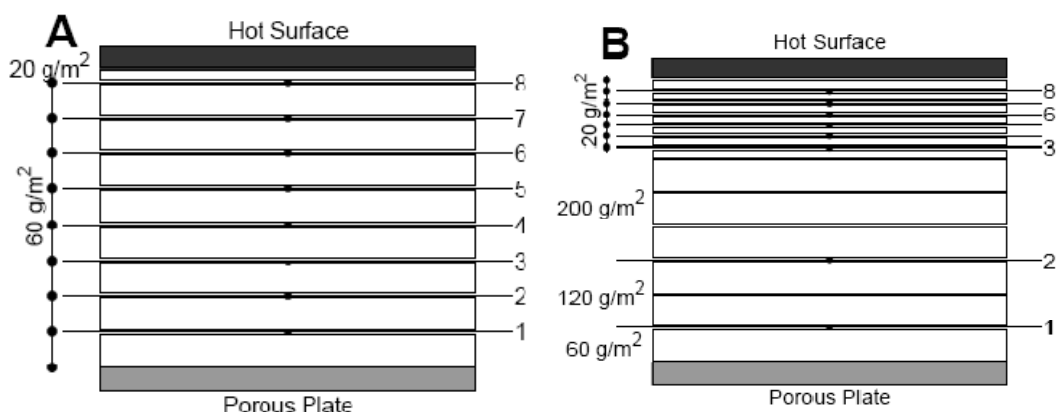 A
Hot Surface
20 g/m2
8
7
6
5
4
3
2
1
60 g/m2
Porous Plate
B
Hot Surface
20 g/m2
8
6
3
200 g/m2
2
120 g/m2
1
60 g/m2
Porous Plate